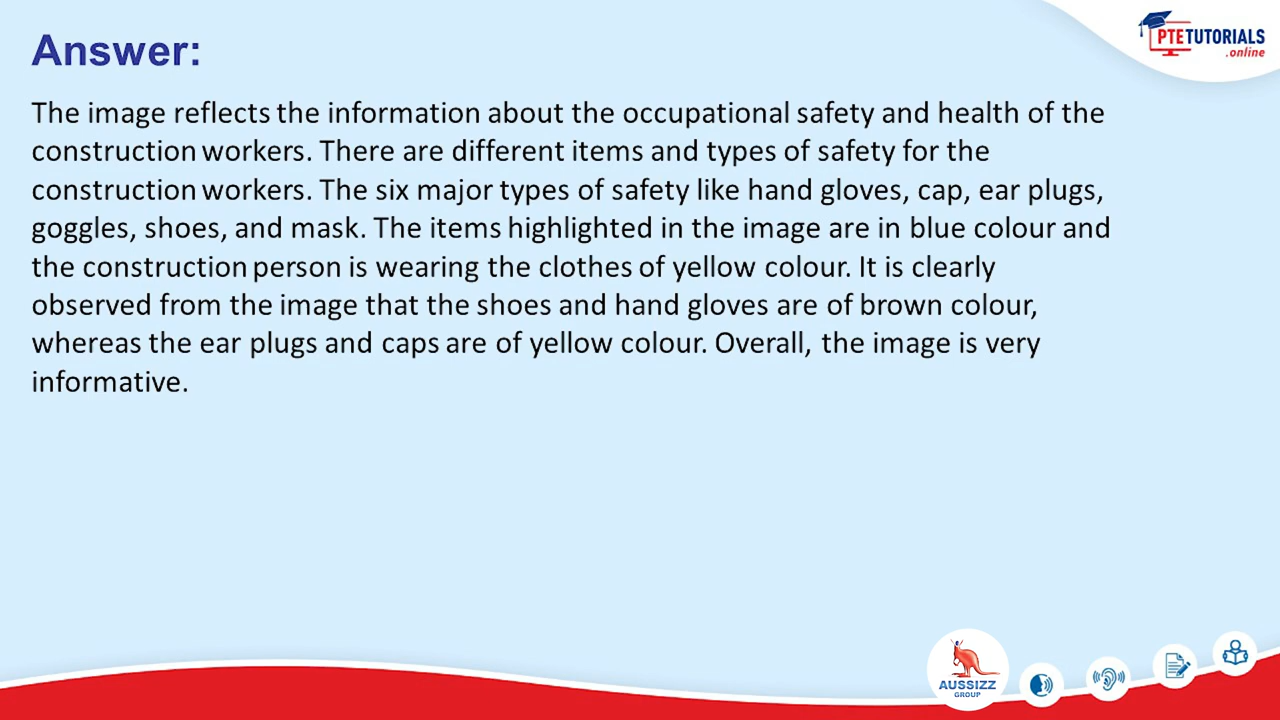 Answer:
PTETUTORIALS
.online
The image reflects the information about the occupational safety and health of the
construction workers. There are different items and types of safety for the
construction workers. The six major types of safety like hand gloves, cap, ear plugs,
goggles, shoes, and mask. The items highlighted in the image are in blue colour and
the construction person is wearing the clothes of yellow colour. It is clearly
observed from the image that the shoes and hand gloves are of brown colour,
whereas the ear plugs and caps are of yellow colour. Overall, the image is very
informative.
AUSSIZZ
GROUP